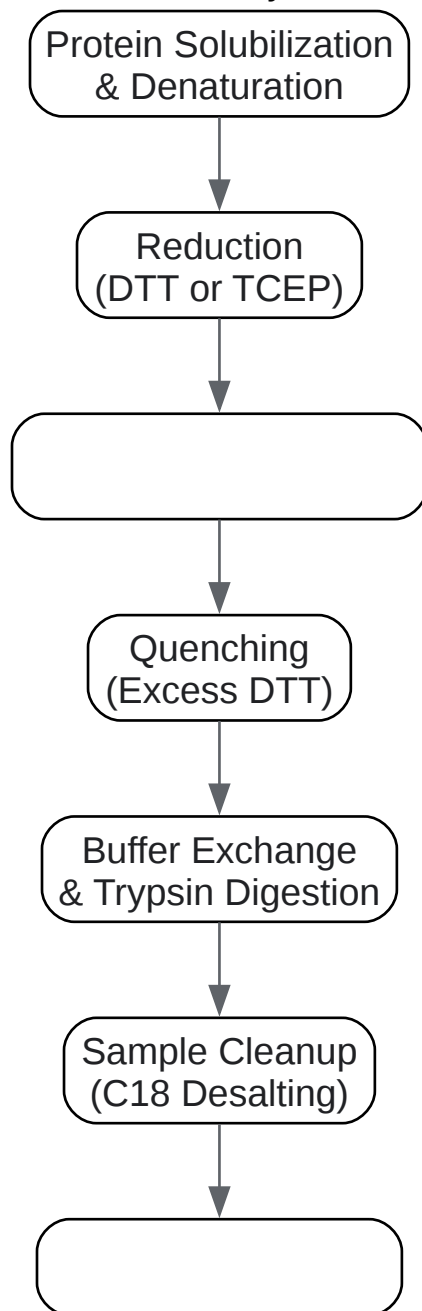 Protein Solubilization
& Denaturation
Reduction
(DTT or TCEP)
Quenching
(Excess DTT)
Buffer Exchange
& Trypsin Digestion
Sample Cleanup
(C18 Desalting)